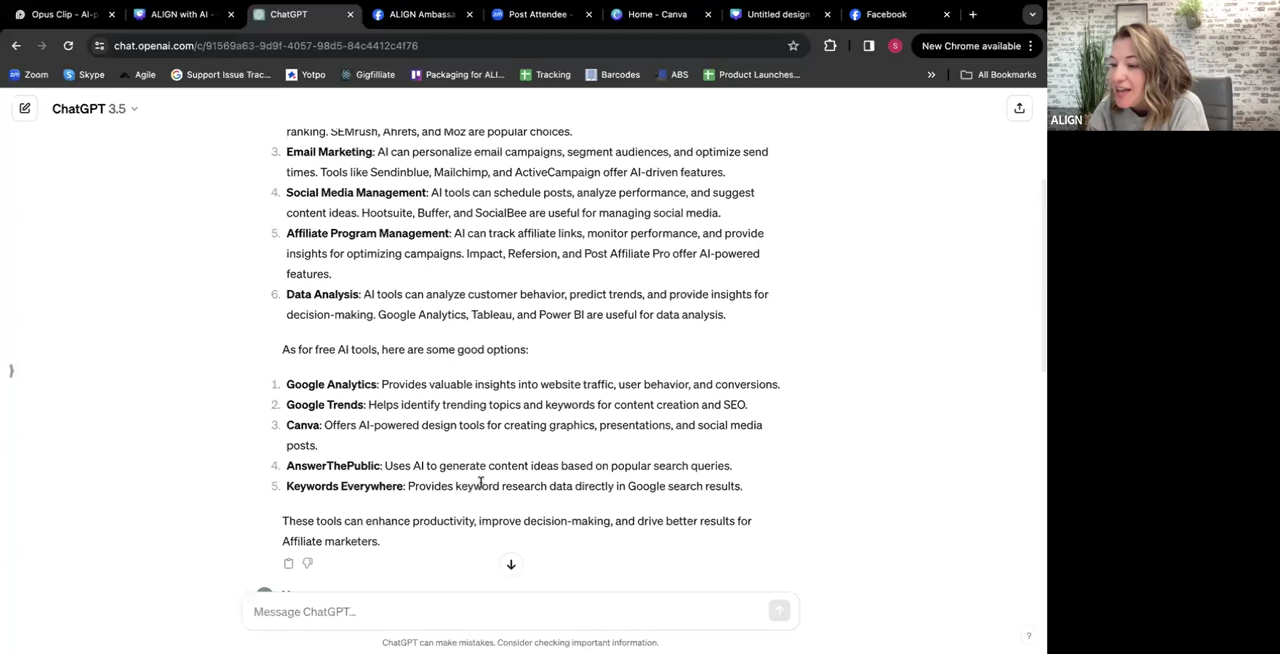 Opus Clip – AI-p
ALIGN with AI -
ChatGPT
ALIGN Ambass
Post Attendee -
Home - Canva
Untitled design
Facebook
chat.openai.com/c/91569a63-9d9f-4057-98d5-84c4412c4f76
S
New Chrome available
Zoom
Skype
Agile
Support Issue Trac...
Yotpo
Gigfilliate
Packaging for ALI...
Tracking
Barcodes
ABS
Product Launches...
»
All Bookmarks
ALIGN
ChatGPT 3.5
ranking. SEMrush, Ahrefs, and Moz are popular choices.
3. Email Marketing: AI can personalize email campaigns, segment audiences, and optimize send
times. Tools like Sendinblue, Mailchimp, and ActiveCampaign offer AI-driven features.
4. Social Media Management: AI tools can schedule posts, analyze performance, and suggest
content ideas. Hootsuite, Buffer, and SocialBee are useful for managing social media.
5. Affiliate Program Management: AI can track affiliate links, monitor performance, and provide
insights for optimizing campaigns. Impact, Refersion, and Post Affiliate Pro offer AI-powered
features.
6. Data Analysis: AI tools can analyze customer behavior, predict trends, and provide insights for
decision-making. Google Analytics, Tableau, and Power BI are useful for data analysis.
As for free AI tools, here are some good options:
1. Google Analytics: Provides valuable insights into website traffic, user behavior, and conversions.
2. Google Trends: Helps identify trending topics and keywords for content creation and SEO.
3. Canva: Offers AI-powered design tools for creating graphics, presentations, and social media
posts.
4. AnswerThePublic: Uses AI to generate content ideas based on popular search queries.
5. Keywords Everywhere: Provides keyword research data directly in Google search results.
These tools can enhance productivity, improve decision-making, and drive better results for
Affiliate marketers.
Message ChatGPT...
ChatGPT can make mistakes. Consider checking important information.
?